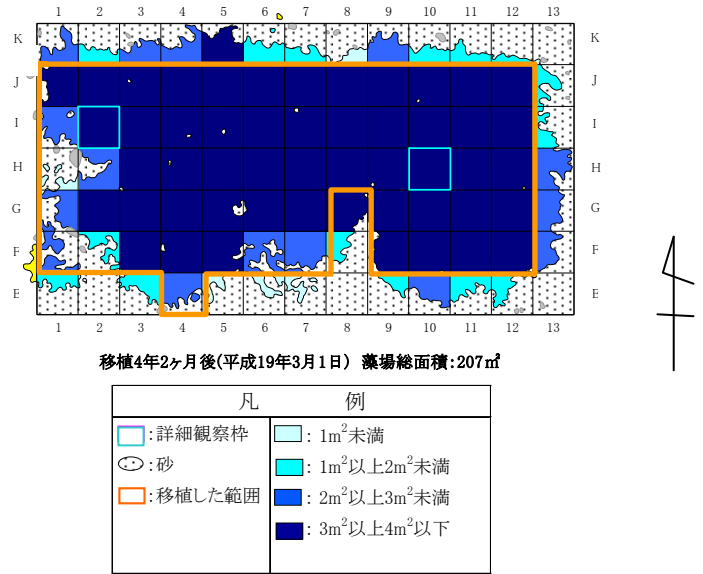 1 2 3 4 5 6 7 8 9 10 11 12 13
K K
J J
I I
H H
G G
F F
E E
1 2 3 4 5 6 7 8 9 10 11 12 13
移植4年2ヶ月後(平成19年3月1日) 藻場総面積:207㎡
凡 例
:詳細観察枠
:砂
:移植した範囲
: 1m²未満
: 1m²以上2m²未満
: 2m²以上3m²未満
: 3m²以上4m²以下